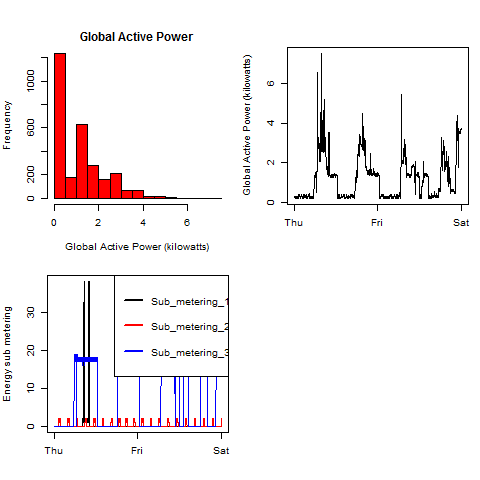 Global Active Power
Frequency
0 200 600 1000
0 2 4 6
Global Active Power (kilowatts)
Global Active Power (kilowatts)
0 2 4 6
Thu Fri Sat
Energy sub metering
0 10 20 30
Sub_metering_1
Sub_metering_2
Sub_metering_3
Thu Fri Sat